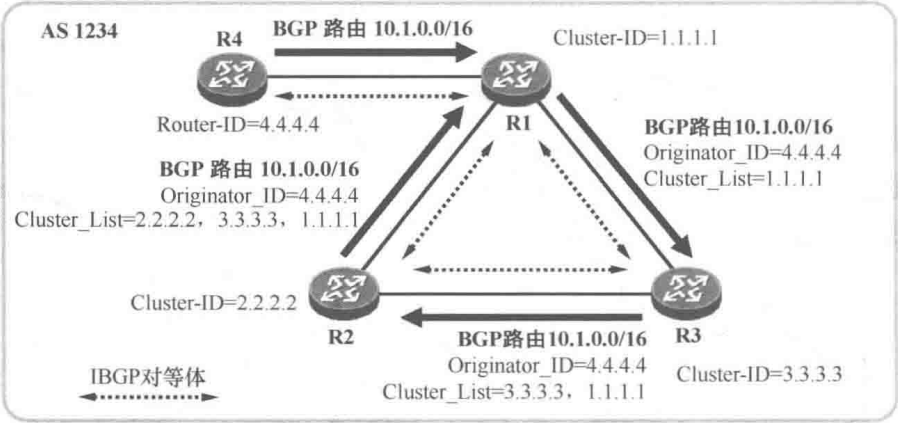 AS 1234
BGP 路由 10.1.0.0/16
R4
Cluster-ID=1.1.1.1
R1
Router-ID=4.4.4.4
BGP路由10.1.0.0/16
Originator_ID=4.4.4.4
Cluster_List=1.1.1.1
BGP 路由 10.1.0.0/16
Originator_ID=4.4.4.4
Cluster_List=2.2.2.2，3.3.3.3，1.1.1.1
Cluster-ID=2.2.2.2
R2
R3
BGP路由10.1.0.0/16
Originator_ID=4.4.4.4
Cluster_List=3.3.3.3，1.1.1.1
Cluster-ID=3.3.3.3
IBGP对等体